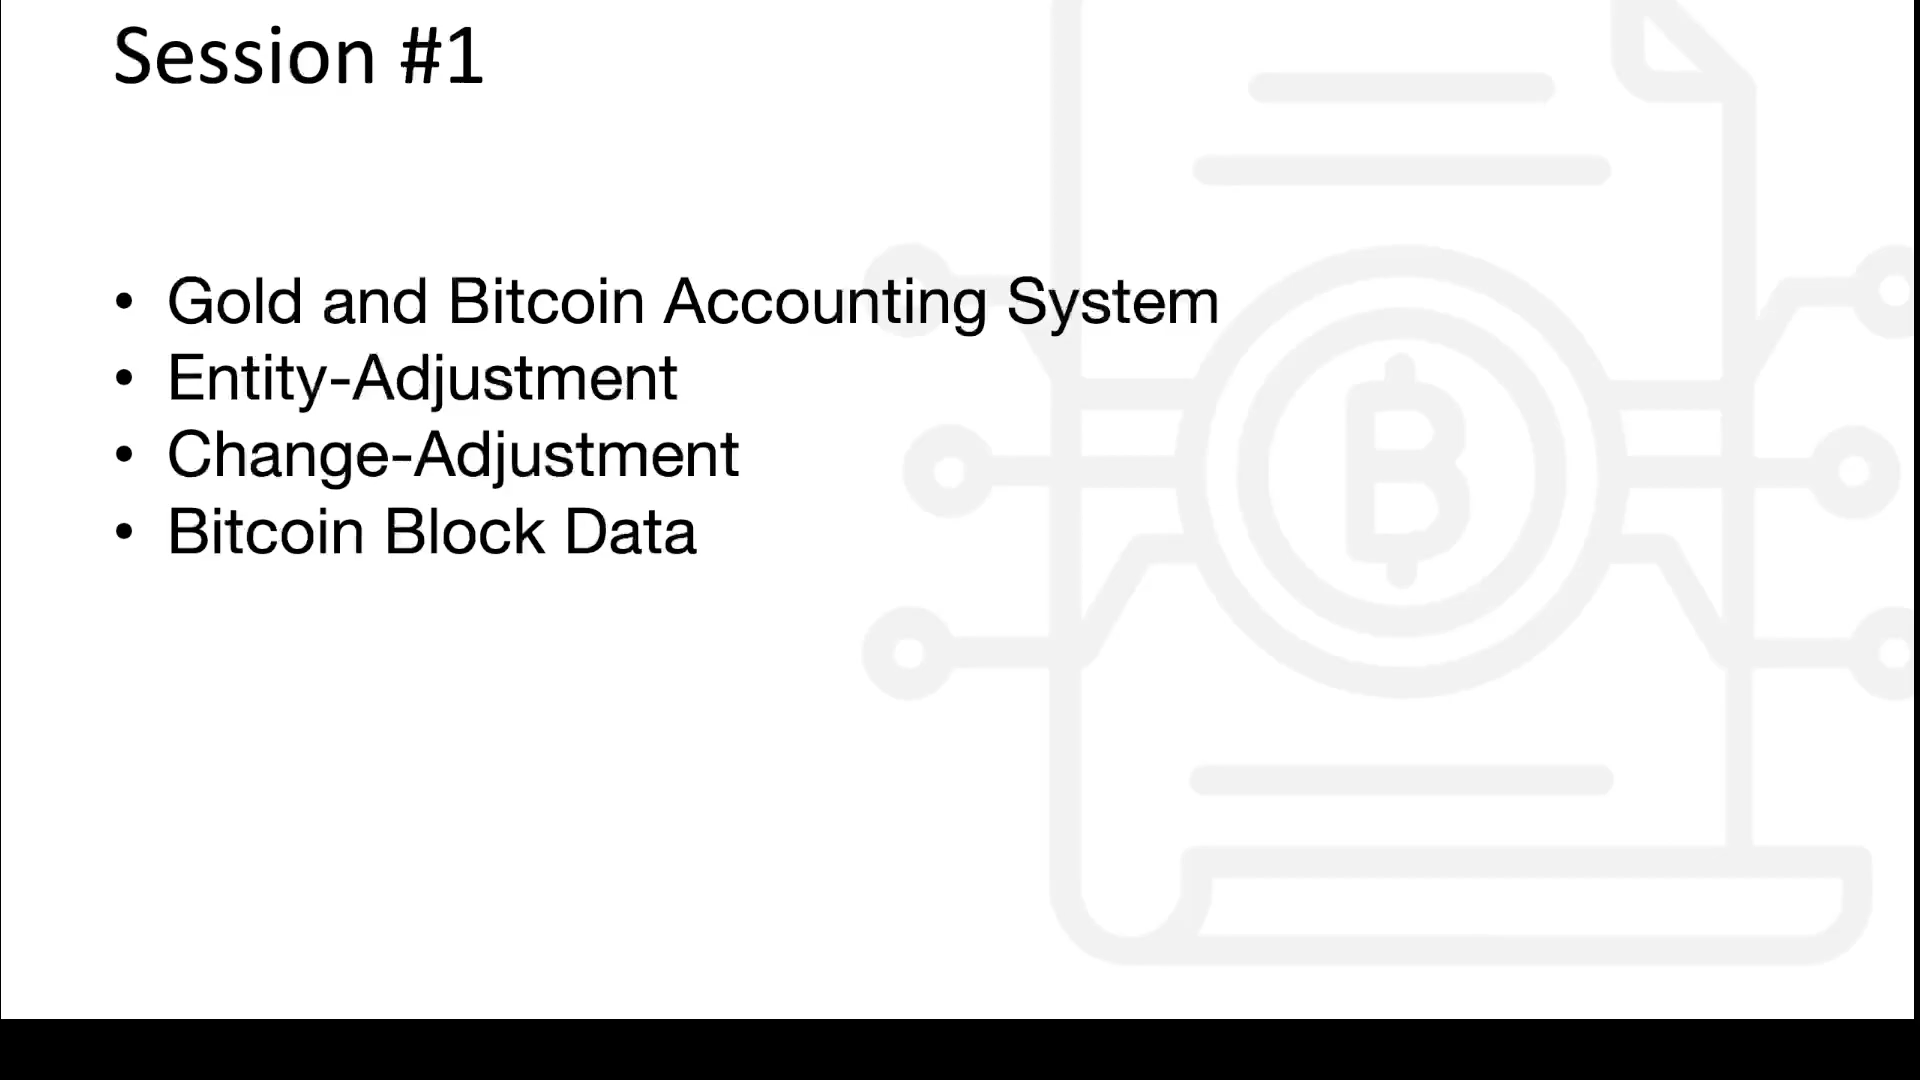 Session #1
• Gold and Bitcoin Accounting System
• Entity-Adjustment
• Change-Adjustment
• Bitcoin Block Data